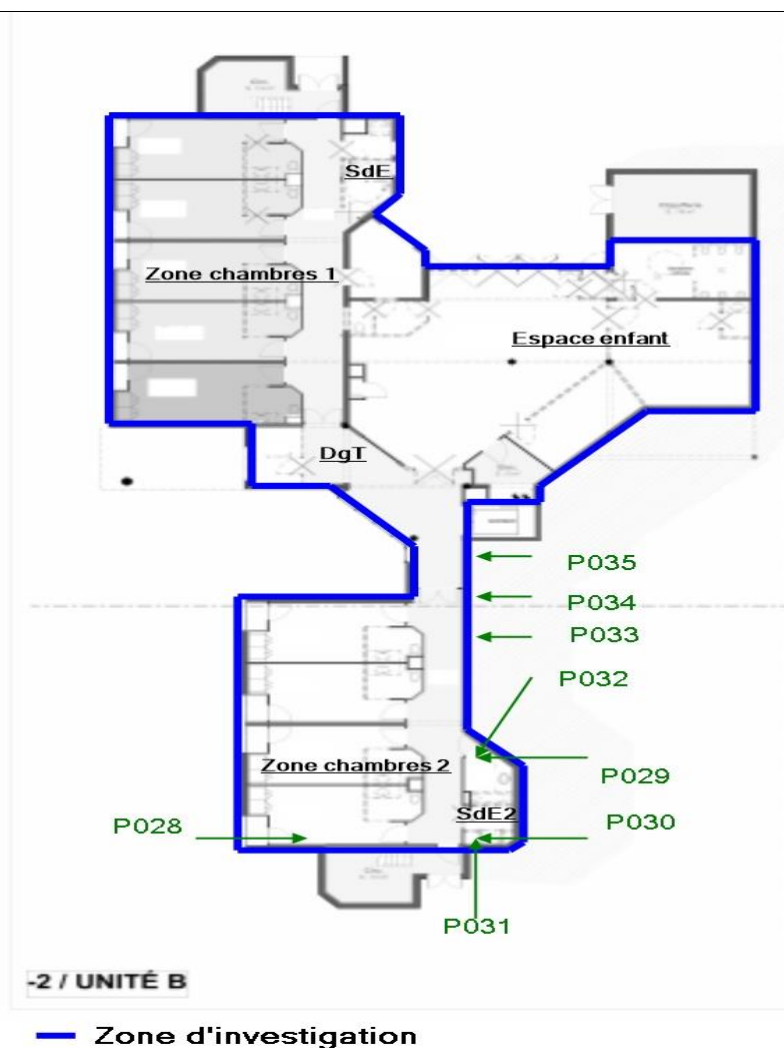 SdE
Zone chambres 1
Espace enfant
DgT
P035
P034
P033
P032
Zone chambres 2
P029
SdE2
P028
P030
P031
-2 / UNITÉ B
Zone d'investigation